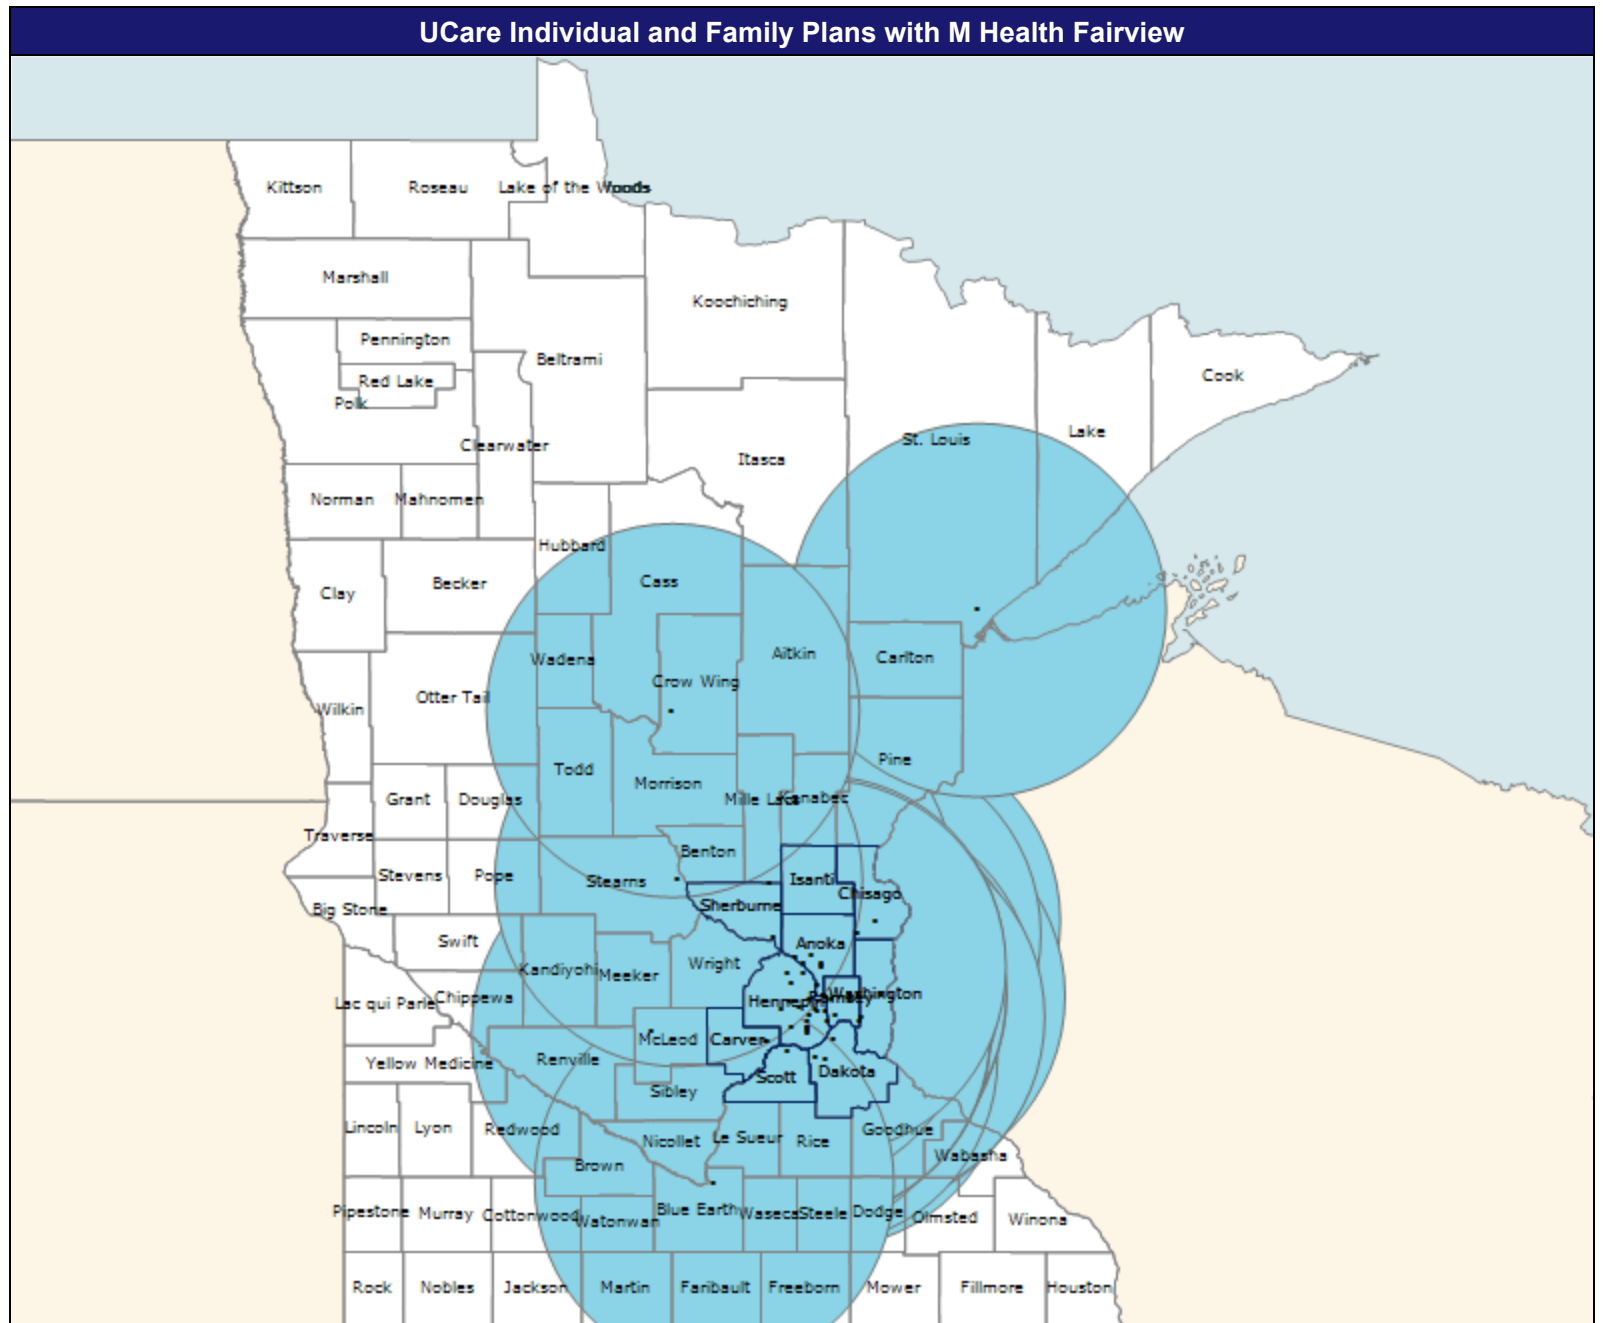 UCare Individual and Family Plans with M Health Fairview
Kittson
Roseau
Lake of the Woods
Marshall
Koochiching
Pennington
Beltrami
Red Lake
Polk
Cook
Lake
St. Louis
Clearwater
Itasca
Norman
Mahnomen
Hubbard
Cass
Becker
Clay
Wadena
Aitkin
Carlton
Crow Wing
Otter Tail
Wilkin
Pine
Todd
Morrison
Grant
Douglas
Mille Lacs
Kanabec
Traverse
Benton
Stevens
Pope
Stearns
Isanti
Chisago
Sherburne
Big Stone
Swift
Anoka
Wright
Kandiyohi
Meeker
Washington
Hennepin
Ramsey
Lac qui Parle
Chippewa
McLeod
Carver
Renville
Yellow Medicine
Dakota
Scott
Sibley
Lincoln
Lyon
Redwood
Goodhue
Nicollet
Le Sueur
Rice
Wabasha
Brown
Pipestone
Murray
Cottonwood
Watonwan
Blue Earth
Waseca
Steele
Dodge
Olmsted
Winona
Rock
Nobles
Jackson
Martin
Faribault
Freeborn
Mower
Fillmore
Houston